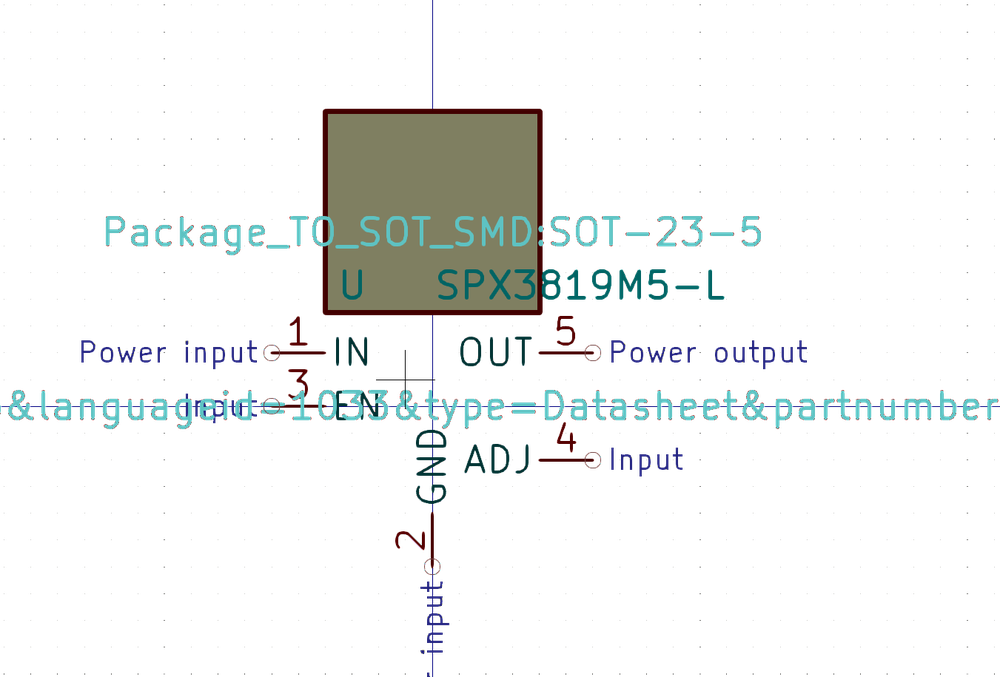 Package_TO_SOT_SMD:SOT-23-5
U SPX3819M5-L
1 5
Power input IN OUT Power output
3
Input EN
&languageid=1033&type=Datasheet&partnumber
4
GND ADJ Input
2
input